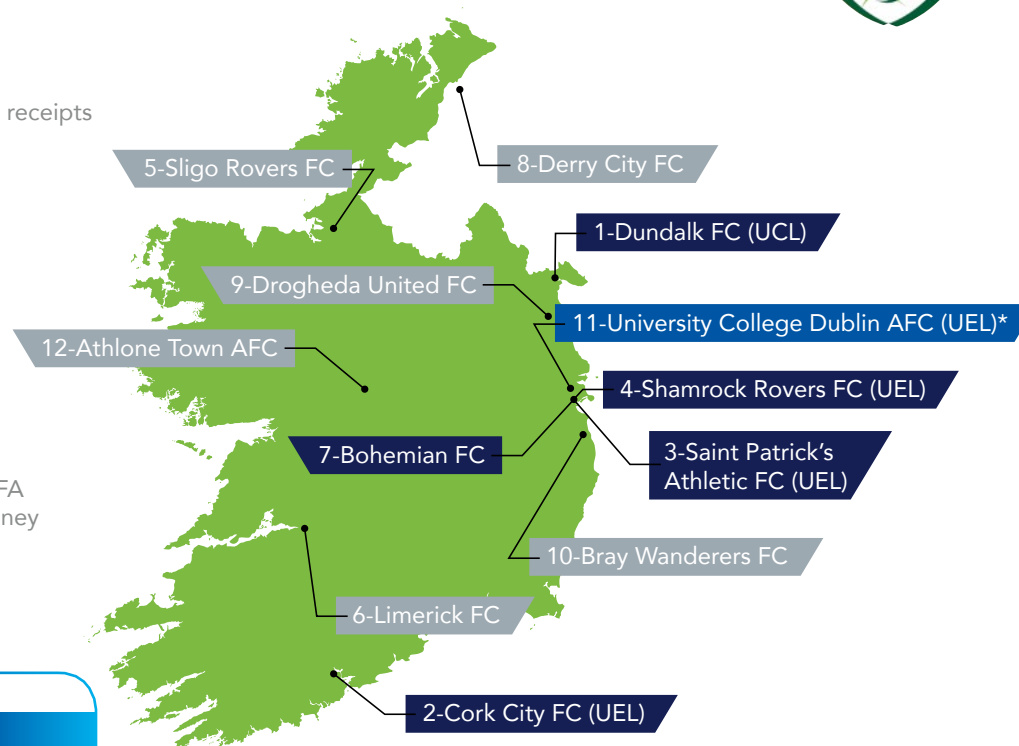 receipts
5-Sligo Rovers FC
8-Derry City FC
1-Dundalk FC (UCL)
9-Drogheda United FC
11-University College Dublin AFC (UEL)*
12-Athlone Town AFC
4-Shamrock Rovers FC (UEL)
7-Bohemian FC
3-Saint Patrick's
Athletic FC (UEL)
FA
ney
10-Bray Wanderers FC
6-Limerick FC
2-Cork City FC (UEL)